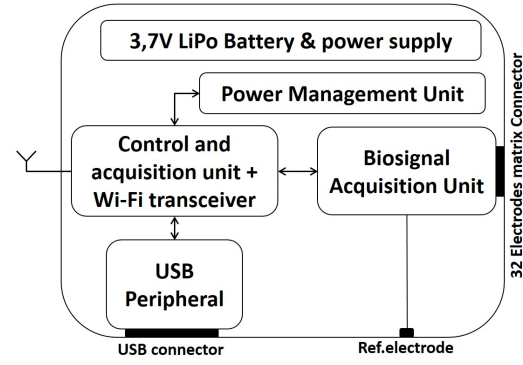 3,7V LiPo Battery & power supply
Power Management Unit
Control and
acquisition unit +
Wi-Fi transceiver
Biosignal
Acquisition Unit
32 Electrodes matrix Connector
USB
Peripheral
USB connector
Ref.electrode